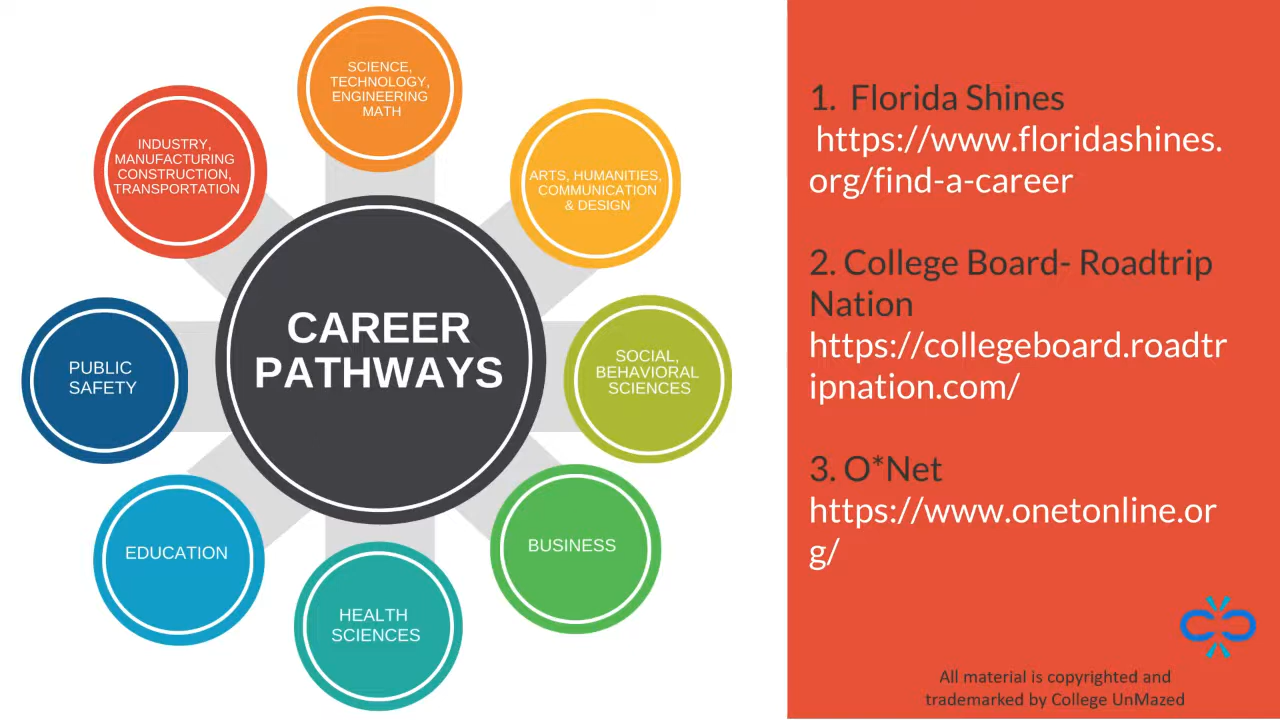 SCIENCE,
TECHNOLOGY,
ENGINEERING
MATH
INDUSTRY,
MANUFACTURING
CONSTRUCTION,
TRANSPORTATION
ARTS, HUMANITIES,
COMMUNICATION
& DESIGN
CAREER
PATHWAYS
PUBLIC
SAFETY
SOCIAL,
BEHAVIORAL
SCIENCES
EDUCATION
BUSINESS
HEALTH
SCIENCES
1. Florida Shines
https://www.floridashines.
org/find-a-career
2. College Board- Roadtrip
Nation
https://collegeboard.roadtr
ipnation.com/
3. O*Net
https://www.onetonline.or
g/
All material is copyrighted and
trademarked by College UnMazed